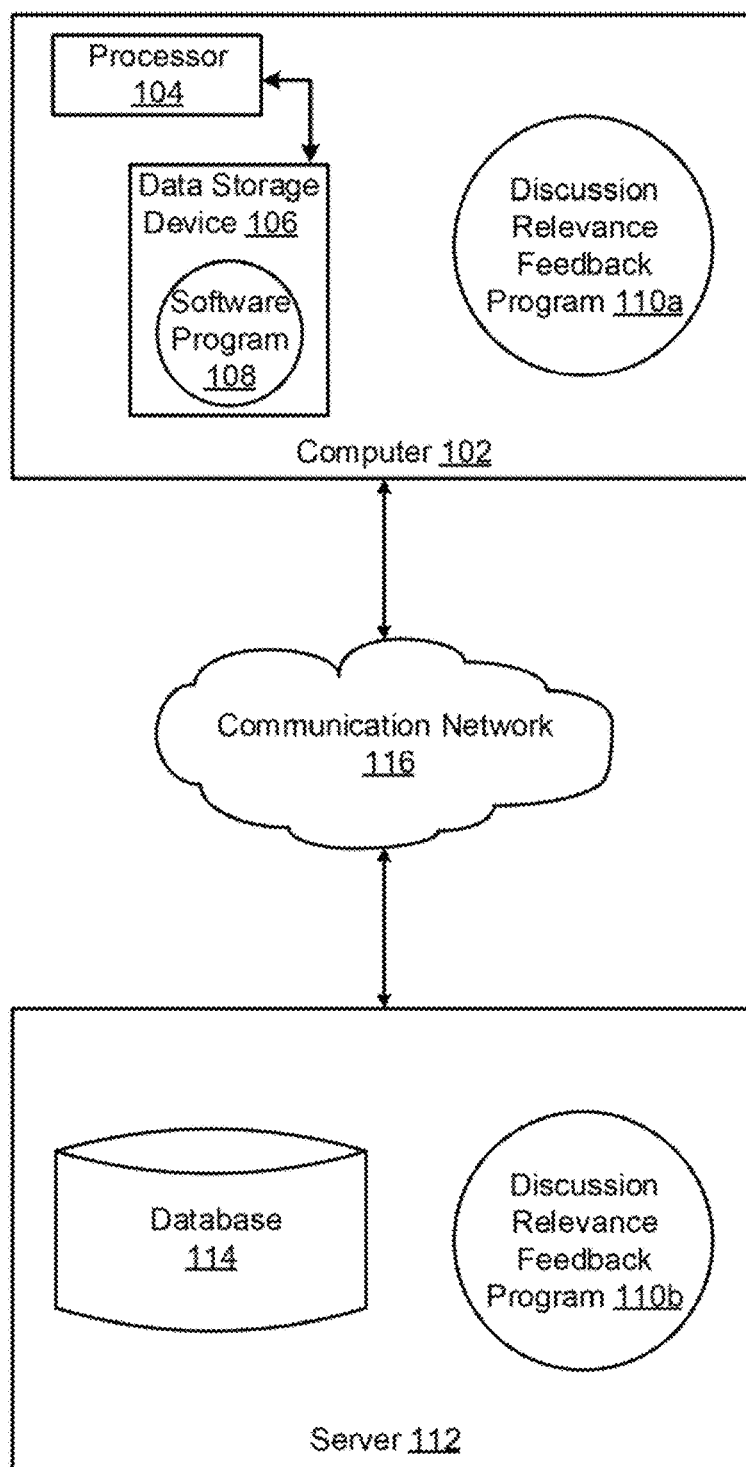 Processor
104
Data Storage
Device 106
Software
Program
108
Discussion
Relevance
Feedback
Program 110a
Computer 102
Communication Network
116
Database
114
Discussion
Relevance
Feedback
Program 110b
Server 112